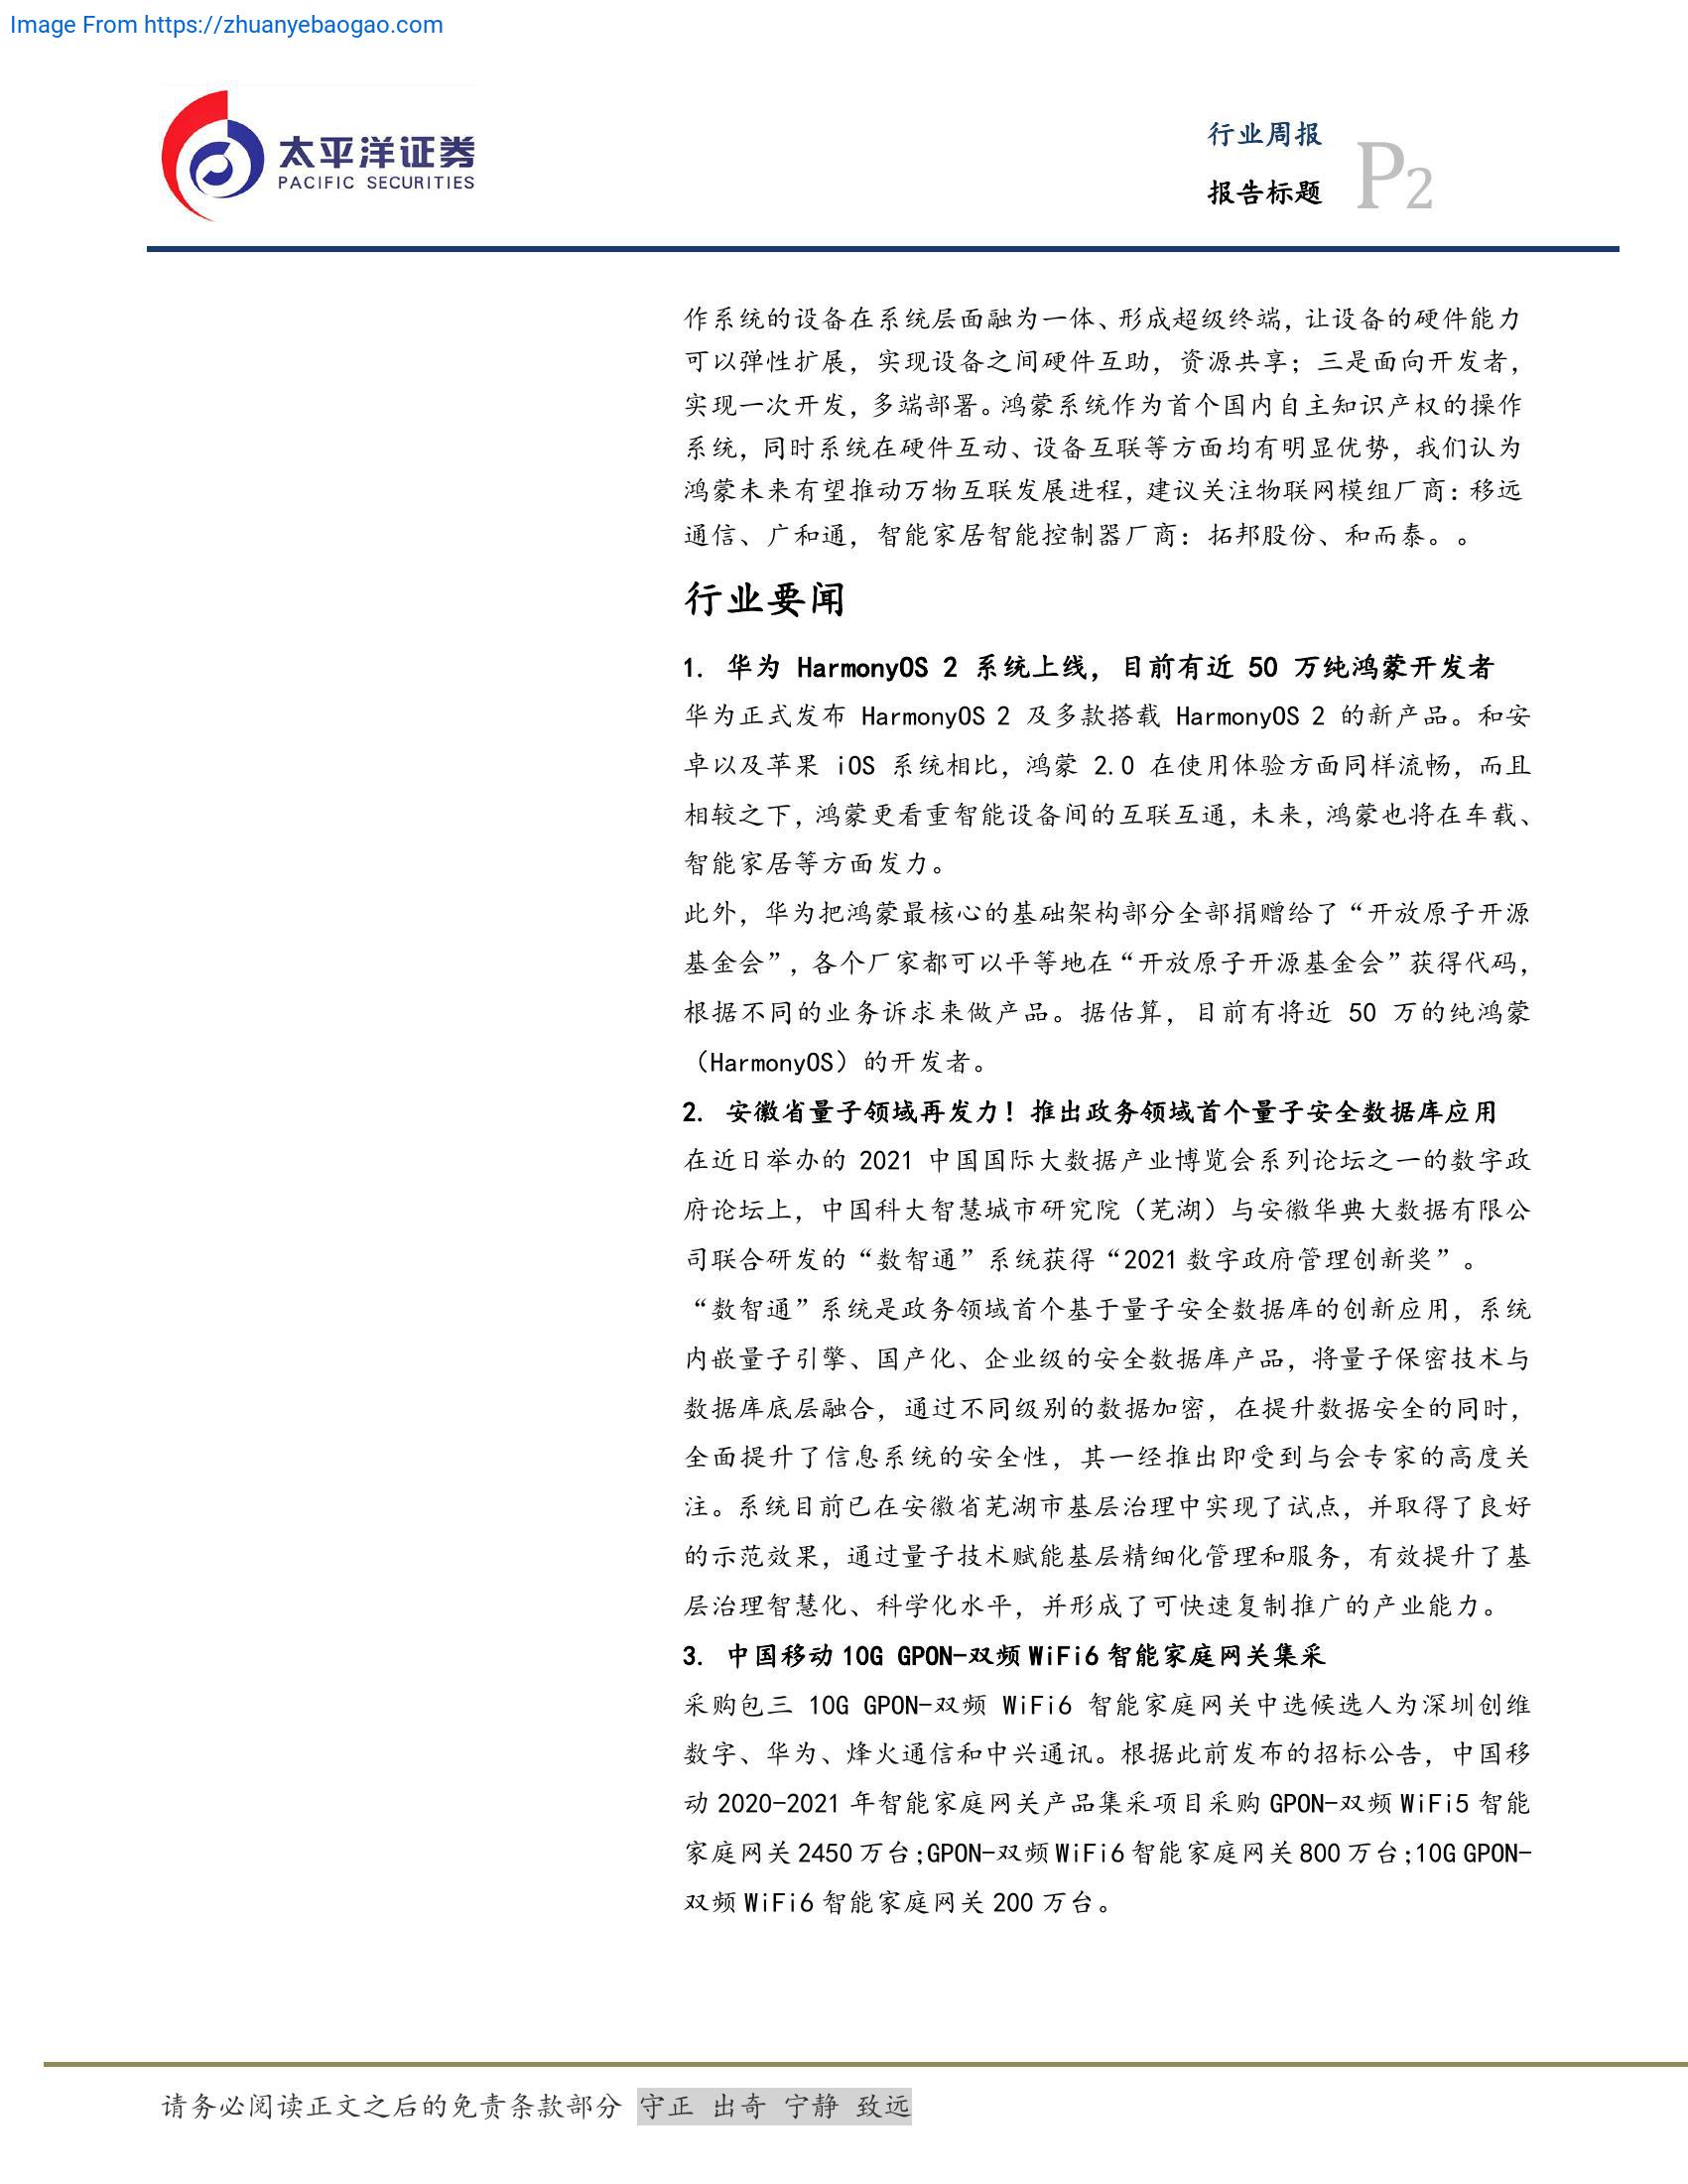 Image From https://zhuanyebaogao.com
太平洋证券
PACIFIC SECURITIES
行业周报
报告标题
P2
作系统的设备在系统层面融为一体、形成超级终端，让设备的硬件能力
可以弹性扩展，实现设备之间硬件互助，资源共享；三是面向开发者，
实现一次开发，多端部署。鸿蒙系统作为首个国内自主知识产权的操作
系统，同时系统在硬件互动、设备互联等方面均有明显优势，我们认为
鸿蒙未来有望推动万物互联发展进程，建议关注物联网模组厂商：移远
通信、广和通，智能家居智能控制器厂商：拓邦股份、和而泰。。
行业要闻
1. 华为 HarmonyOS 2 系统上线，目前有近 50 万纯鸿蒙开发者
华为正式发布 HarmonyOS 2 及多款搭载 HarmonyOS 2 的新产品。和安
卓以及苹果 iOS 系统相比，鸿蒙 2.0 在使用体验方面同样流畅，而且
相较之下，鸿蒙更看重智能设备间的互联互通，未来，鸿蒙也将在车载、
智能家居等方面发力。
此外，华为把鸿蒙最核心的基础架构部分全部捐赠给了“开放原子开源
基金会”，各个厂家都可以平等地在“开放原子开源基金会”获得代码，
根据不同的业务诉求来做产品。据估算，目前有将近 50 万的纯鸿蒙
（HarmonyOS）的开发者。
2. 安徽省量子领域再发力！推出政务领域首个量子安全数据库应用
在近日举办的 2021 中国国际大数据产业博览会系列论坛之一的数字政
府论坛上，中国科大智慧城市研究院（芜湖）与安徽华典大数据有限公
司联合研发的“数智通”系统获得“2021 数字政府管理创新奖”。
“数智通”系统是政务领域首个基于量子安全数据库的创新应用，系统
内嵌量子引擎、国产化、企业级的安全数据库产品，将量子保密技术与
数据库底层融合，通过不同级别的数据加密，在提升数据安全的同时，
全面提升了信息系统的安全性，其一经推出即受到与会专家的高度关
注。系统目前已在安徽省芜湖市基层治理中实现了试点，并取得了良好
的示范效果，通过量子技术赋能基层精细化管理和服务，有效提升了基
层治理智慧化、科学化水平，并形成了可快速复制推广的产业能力。
3. 中国移动 10G GPON-双频 WiFi6 智能家庭网关集采
采购包三 10G GPON-双频 WiFi6 智能家庭网关中选候选人为深圳创维
数字、华为、烽火通信和中兴通讯。根据此前发布的招标公告，中国移
动 2020-2021 年智能家庭网关产品集采项目采购 GPON-双频 WiFi5 智能
家庭网关 2450 万台;GPON-双频 WiFi6 智能家庭网关 800 万台;10G GPON-
双频 WiFi6 智能家庭网关 200 万台。
请务必阅读正文之后的免责条款部分 守正 出奇 宁静 致远